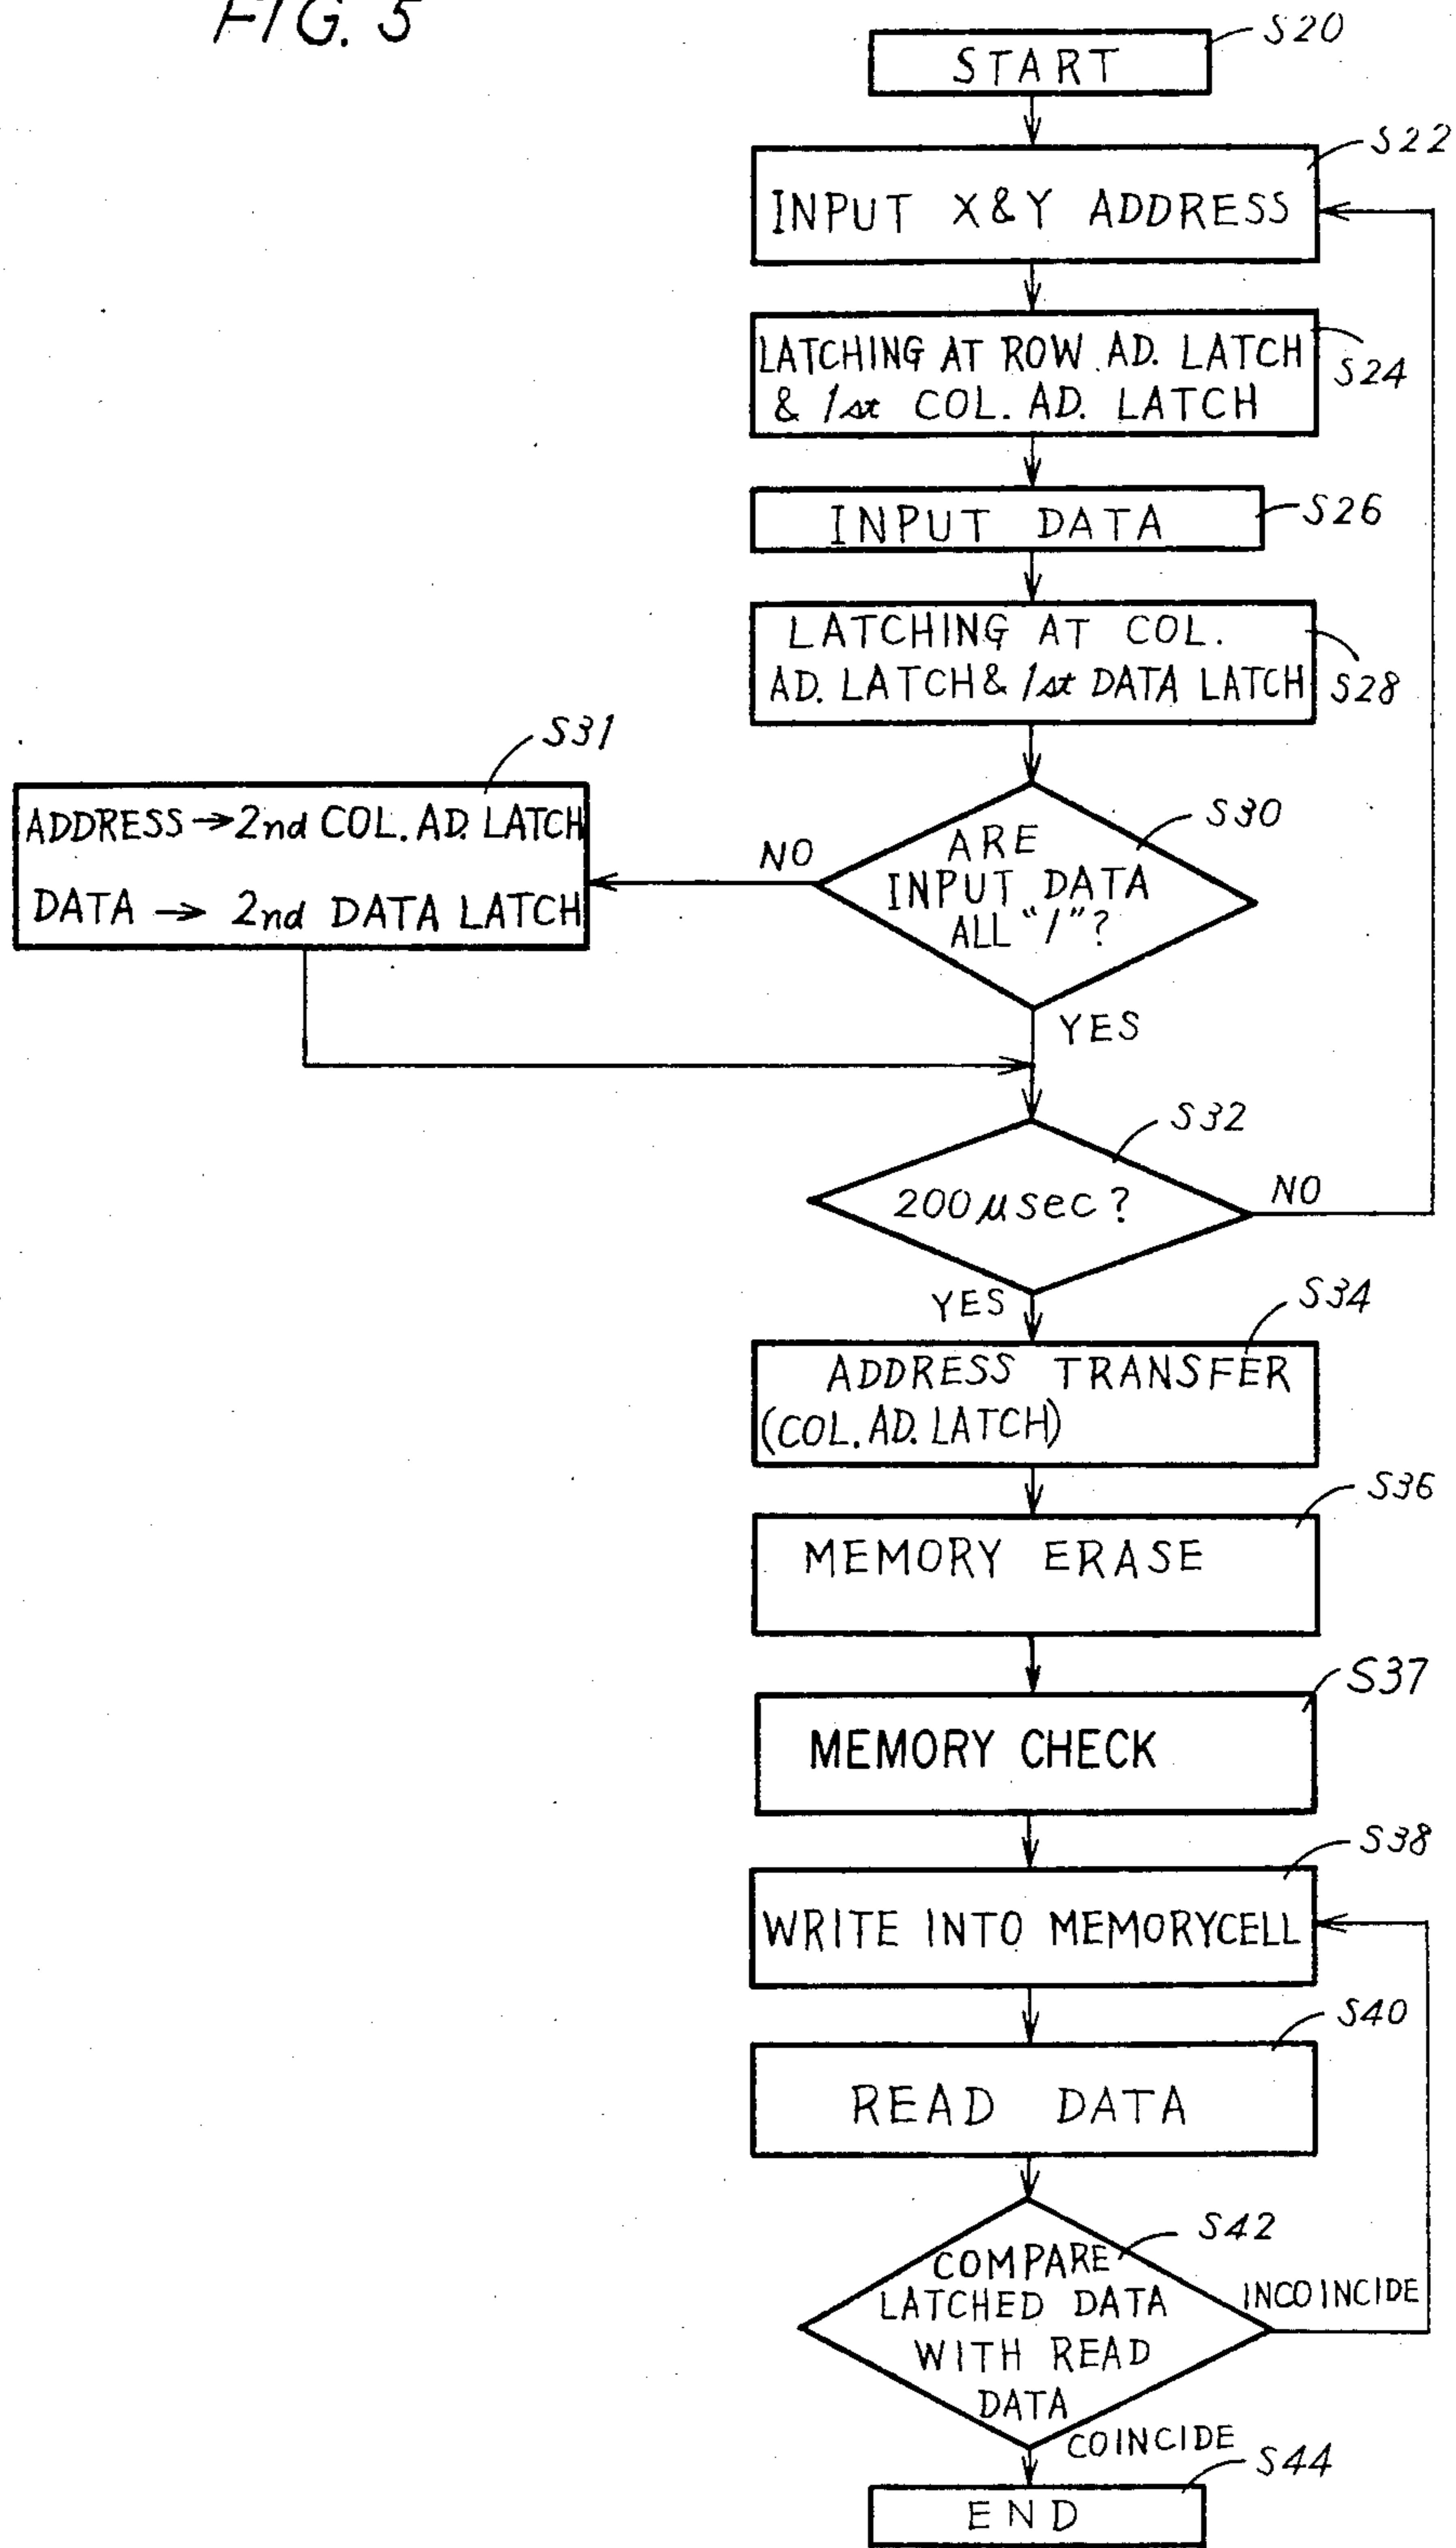 FIG. 5
START
S20
INPUT X&Y ADDRESS
S22
LATCHING AT ROW AD. LATCH
& 1st COL. AD. LATCH
S24
INPUT DATA
S26
LATCHING AT COL.
AD. LATCH & 1st DATA LATCH
S28
S31
ADDRESS → 2nd COL. AD. LATCH
DATA → 2nd DATA LATCH
NO
ARE
INPUT DATA
ALL "1"?
S30
YES
S32
200μsec?
NO
YES
S34
ADDRESS TRANSFER
(COL. AD. LATCH)
S36
MEMORY ERASE
S37
MEMORY CHECK
S38
WRITE INTO MEMORYCELL
S40
READ DATA
S42
COMPARE
LATCHED DATA
WITH READ
DATA
INCOINCIDE
COINCIDE
S44
END